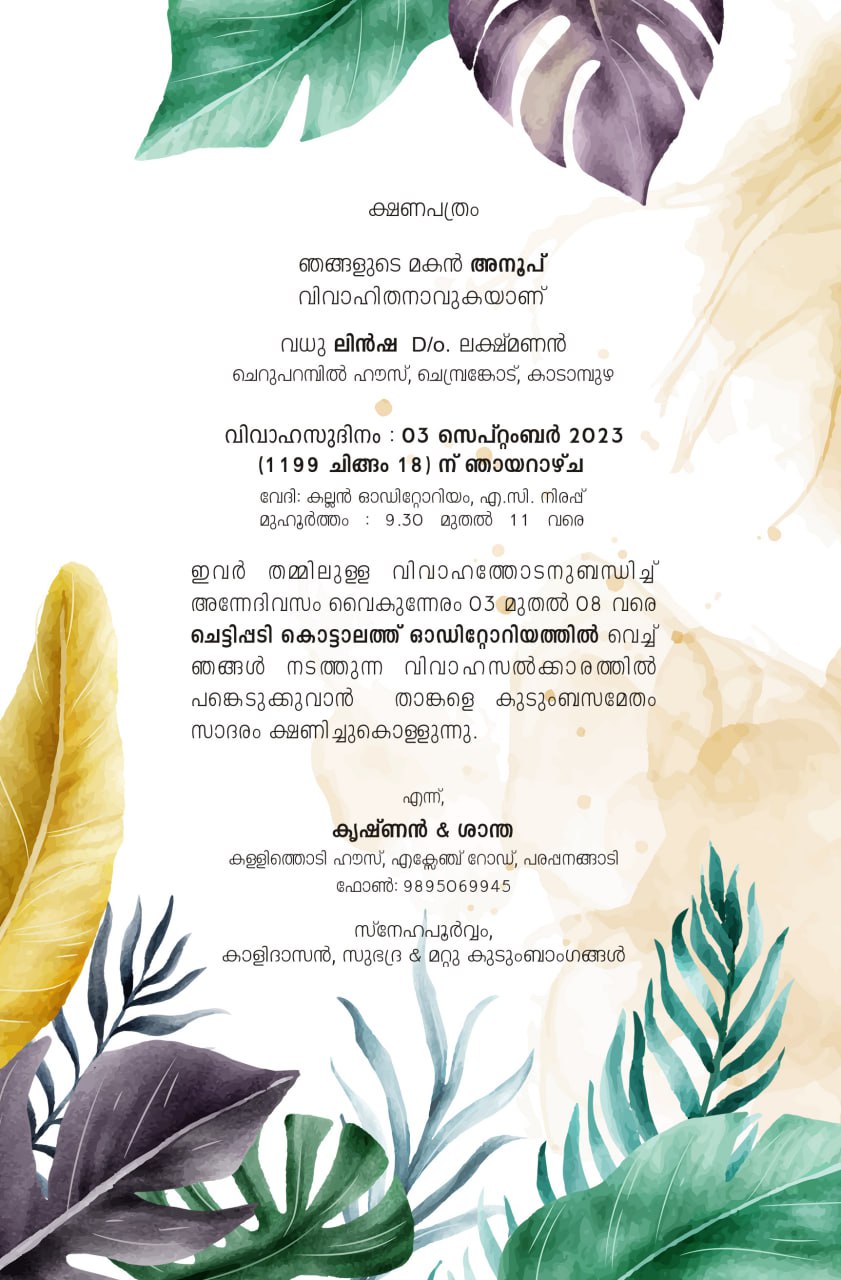 ക്ഷണപത്രം
ഞങ്ങളുടെ മകൻ അനൂപ്
വിവാഹിതനാവുകയാണ്
വധു ലിൻഷ D/o. ലക്ഷ്മണൻ
ചെറുപറമ്പിൽ ഹൗസ്, ചെമ്പ്രങ്കോട്, കാടാമ്പുഴ
വിവാഹസുദിനം : 03 സെപ്റ്റംബർ 2023
(1199 ചിങ്ങം 18) ന് ഞായറാഴ്ച
വേദി: കല്ലൻ ഓഡിറ്റോറിയം, എ.സി. നിരപ്പ്
മുഹൂർത്തം : 9.30 മുതൽ 11 വരെ
ഇവർ തമ്മിലുള്ള വിവാഹത്തോടനുബന്ധിച്ച്
അന്നേദിവസം വൈകുന്നേരം 03 മുതൽ 08 വരെ
ചെട്ടിപ്പടി കൊട്ടാലത്ത് ഓഡിറ്റോറിയത്തിൽ വെച്ച്
ഞങ്ങൾ നടത്തുന്ന വിവാഹസൽക്കാരത്തിൽ
പങ്കെടുക്കുവാൻ താങ്കളെ കുടുംബസമേതം
സാദരം ക്ഷണിച്ചുകൊള്ളുന്നു.
എന്ന്,
കൃഷ്ണൻ & ശാന്ത
കള്ളിത്തൊടി ഹൗസ്, എക്സേഞ്ച് റോഡ്, പരപ്പനങ്ങാടി
ഫോൺ: 9895069945
സ്നേഹപൂർവ്വം,
കാളിദാസൻ, സുഭദ്ര & മറ്റു കുടുംബാംഗങ്ങൾ